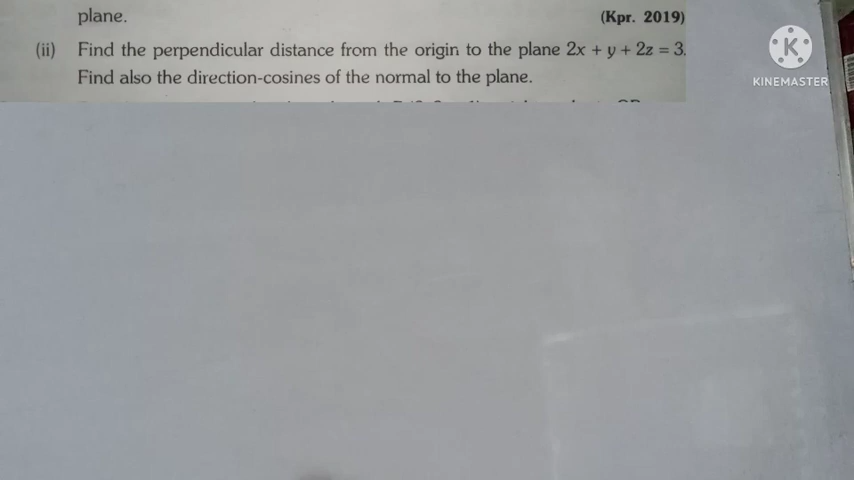 plane. (Kpr. 2019)
(ii) Find the perpendicular distance from the origin to the plane 2x + y + 2z = 3.
Find also the direction-cosines of the normal to the plane.
K
KINEMASTER